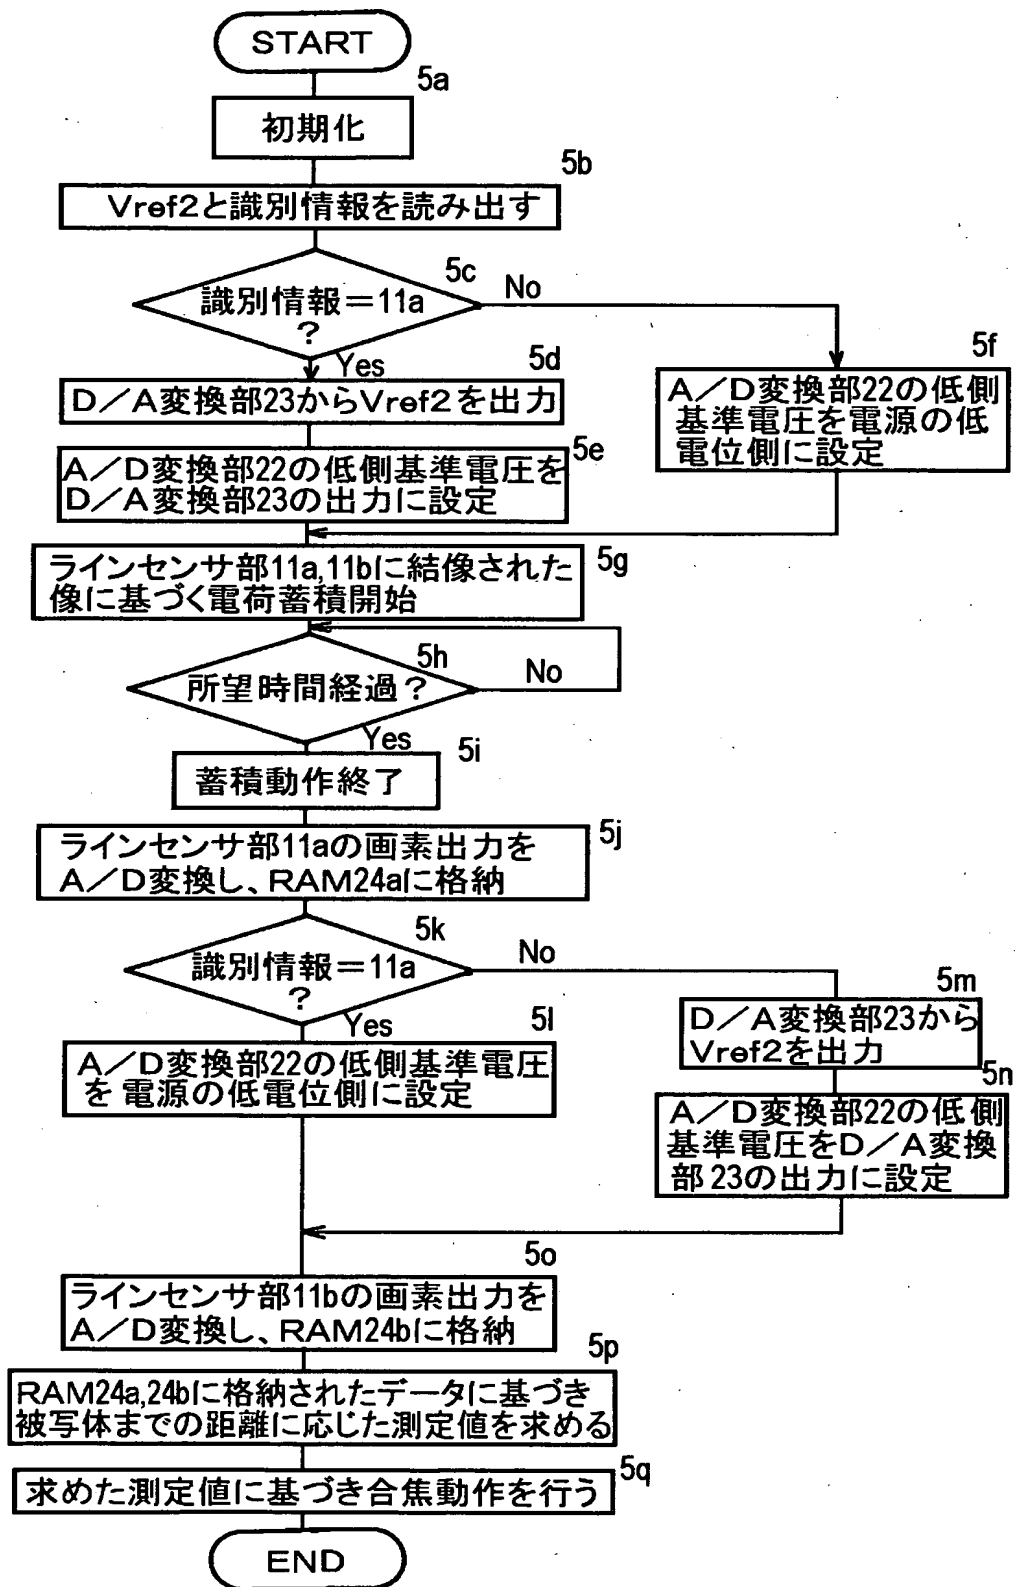 START
5a
初期化
5b
Vref2と識別情報を読み出す
5c
識別情報＝11a
？
No
Yes
5d
D／A変換部23からVref2を出力
5e
A／D変換部22の低側基準電圧を
D／A変換部23の出力に設定
5f
A／D変換部22の低側
基準電圧を電源の低
電位側に設定
5g
ラインセンサ部11a,11bに結像された
像に基づく電荷蓄積開始
5h
所望時間経過？
No
Yes
5i
蓄積動作終了
5j
ラインセンサ部11aの画素出力を
A／D変換し、RAM24aに格納
5k
識別情報＝11a
？
No
Yes
5l
A／D変換部22の低側基準電圧
を電源の低電位側に設定
5m
D／A変換部23から
Vref2を出力
5n
A／D変換部22の低側
基準電圧をD／A変換
部23の出力に設定
5o
ラインセンサ部11bの画素出力を
A／D変換し、RAM24bに格納
5p
RAM24a,24bに格納されたデータに基づき
被写体までの距離に応じた測定値を求める
5q
求めた測定値に基づき合焦動作を行う
END